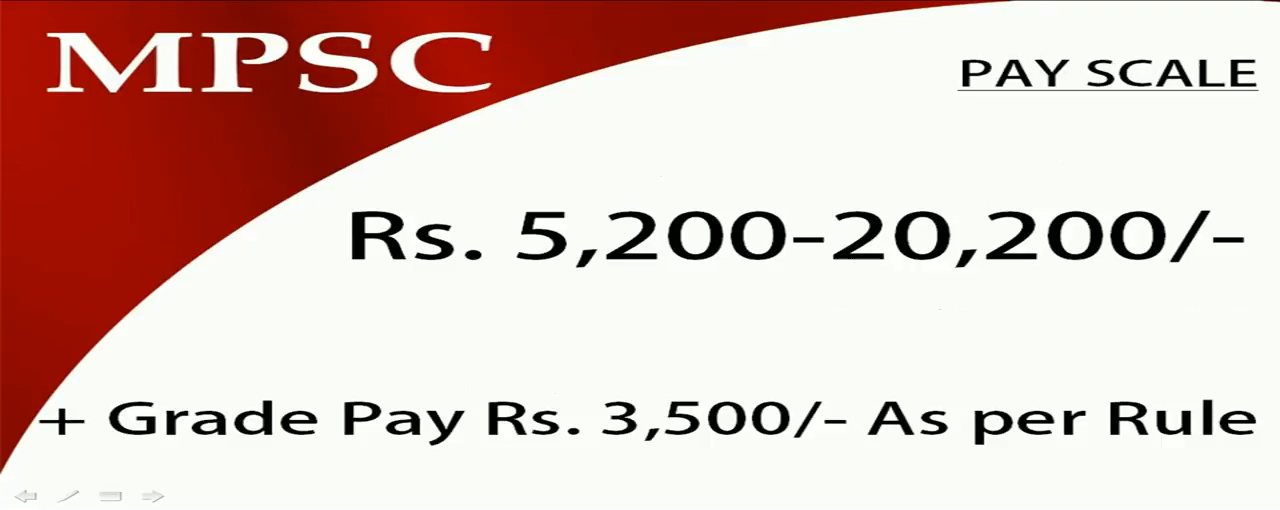 MPSC
PAY SCALE
Rs. 5,200-20,200/-
+ Grade Pay Rs. 3,500/- As per Rule